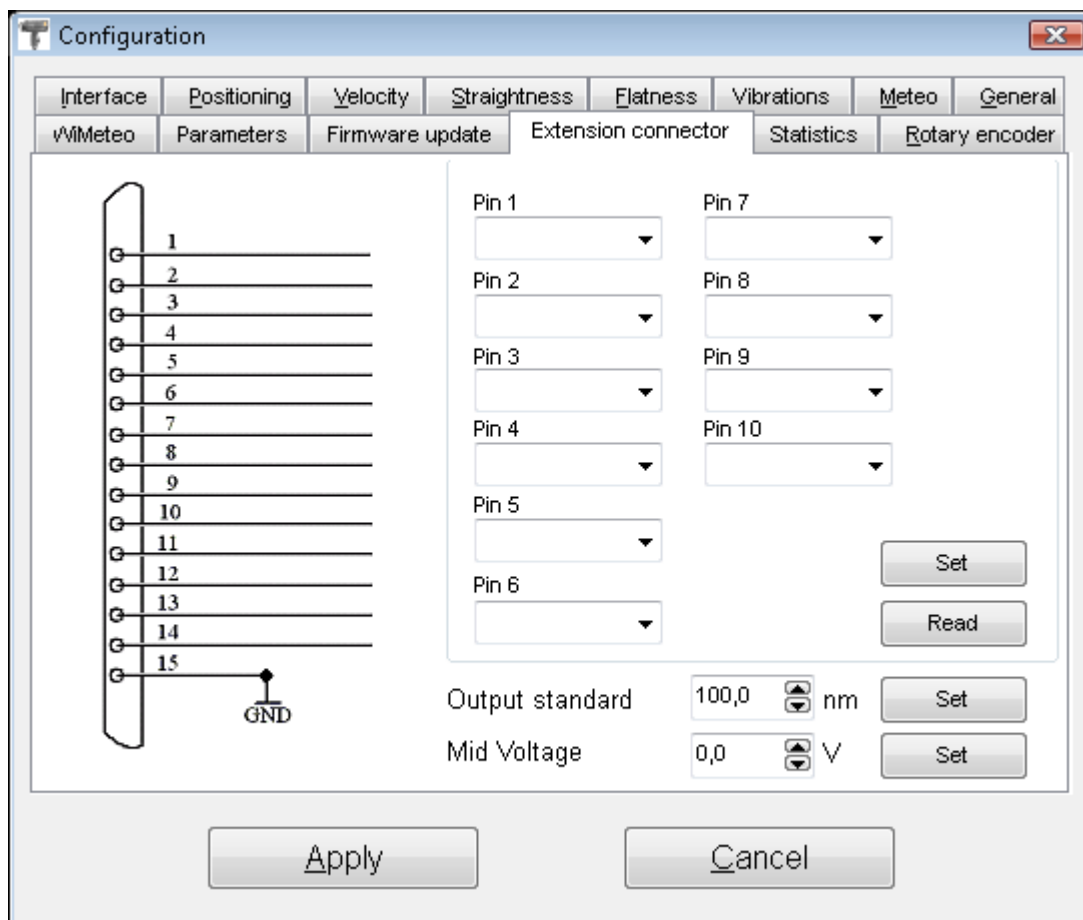 Configuration
Interface Positioning Velocity Straightness Flatness Vibrations Meteo General
WiMeteo Parameters Firmware update Extension connector Statistics Rotary encoder
1
2
3
4
5
6
7
8
9
10
11
12
13
14
15
GND
Pin 1 Pin 7
Pin 2 Pin 8
Pin 3 Pin 9
Pin 4 Pin 10
Pin 5
Set
Pin 6
Read
Output standard 100,0 nm Set
Mid Voltage 0,0 V Set
Apply Cancel